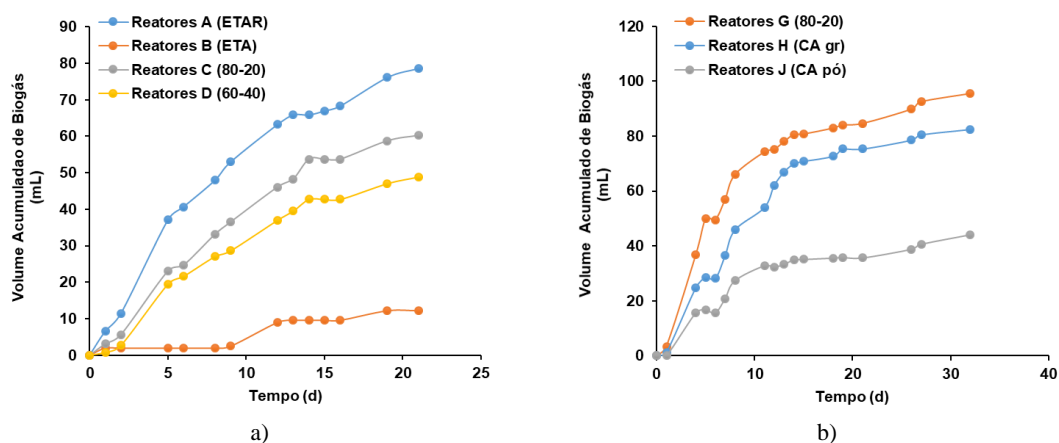 90
80
70
60
50
40
30
20
10
0
Volume Acumuladao de Biogás
(mL)
Reatores A (ETAR)
Reatores B (ETA)
Reatores C (80-20)
Reatores D (60-40)
0 5 10 15 20 25
Tempo (d)
a)
120
100
80
60
40
20
0
Volume Acumulado de Biogás
(mL)
Reatores G (80-20)
Reatores H (CA gr)
Reatores J (CA pó)
0 10 20 30 40
Tempo (d)
b)